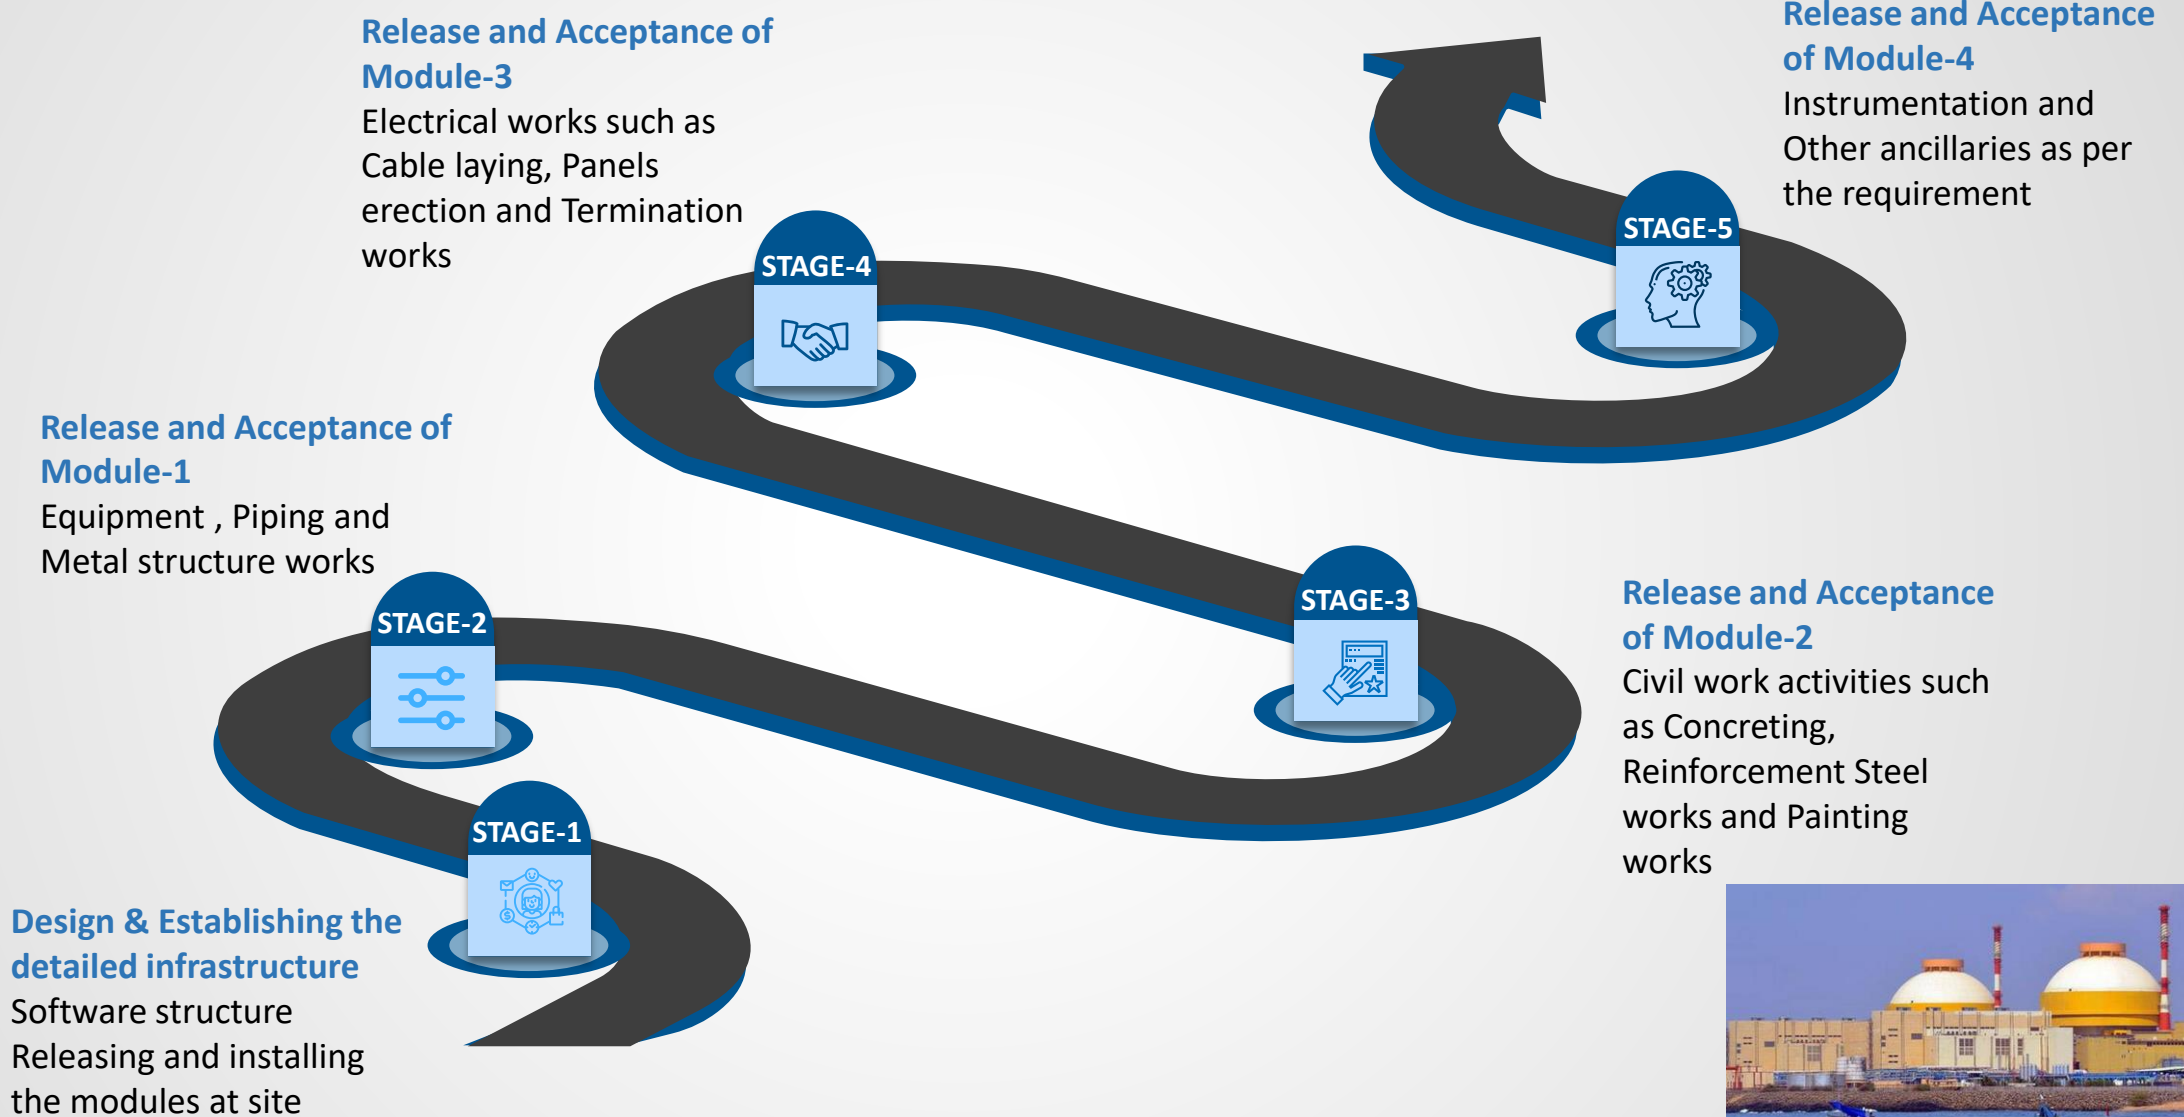 Release and Acceptance of
Module-3
Electrical works such as
Cable laying, Panels
erection and Termination
works
Release and Acceptance
of Module-4
Instrumentation and
Other ancillaries as per
the requirement
STAGE-5
STAGE-4
Release and Acceptance of
Module-1
Equipment , Piping and
Metal structure works
STAGE-2
STAGE-3
Release and Acceptance
of Module-2
Civil work activities such
as Concreting,
Reinforcement Steel
works and Painting
works
STAGE-1
Design & Establishing the
detailed infrastructure
Software structure
Releasing and installing
the modules at site